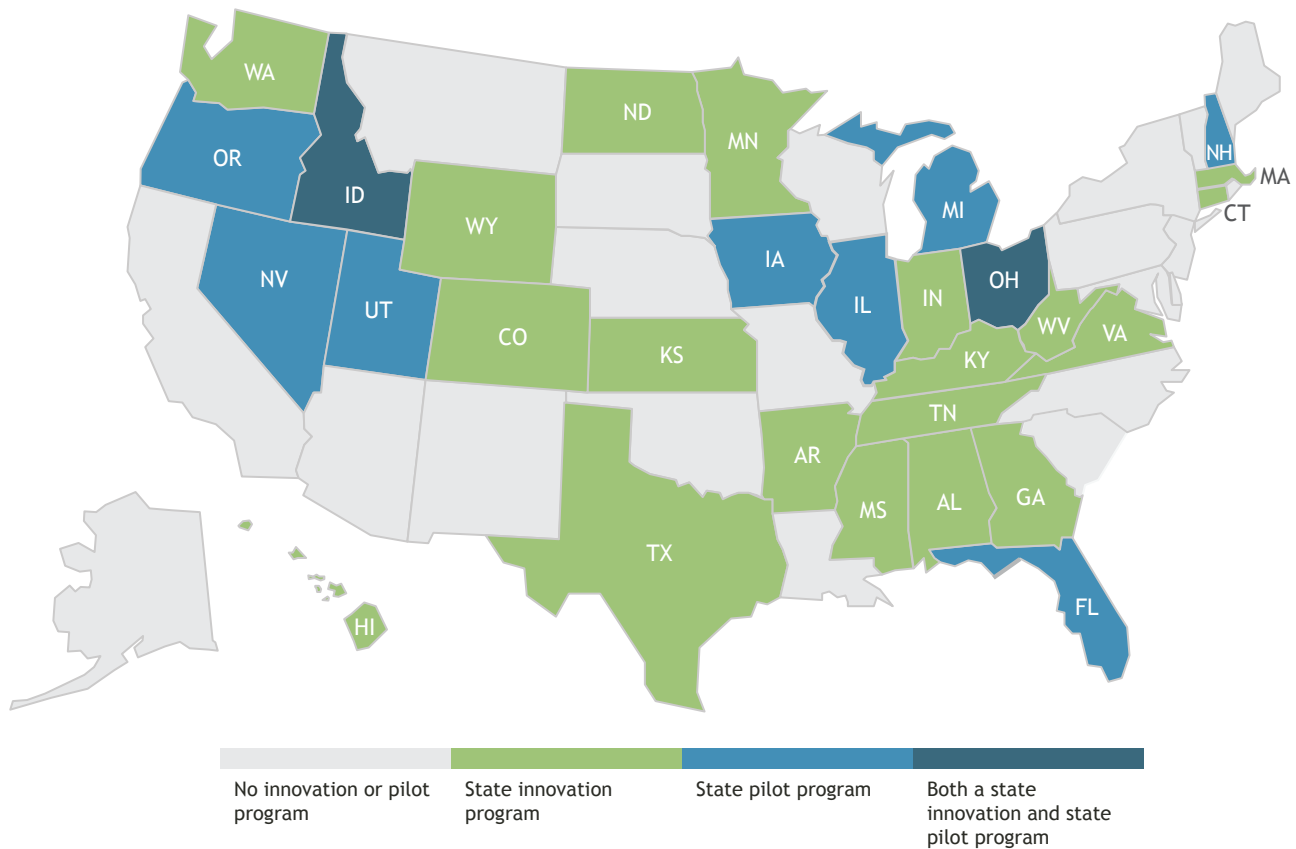 WA
ND
MN
OR
ID
NH
MA
WY
MI
CT
IA
NV
UT
IL
IN
OH
WV
VA
CO
KS
KY
TN
AR
MS
AL
GA
TX
HI
FL
No innovation or pilot
program
State innovation
program
State pilot program
Both a state
innovation and state
pilot program